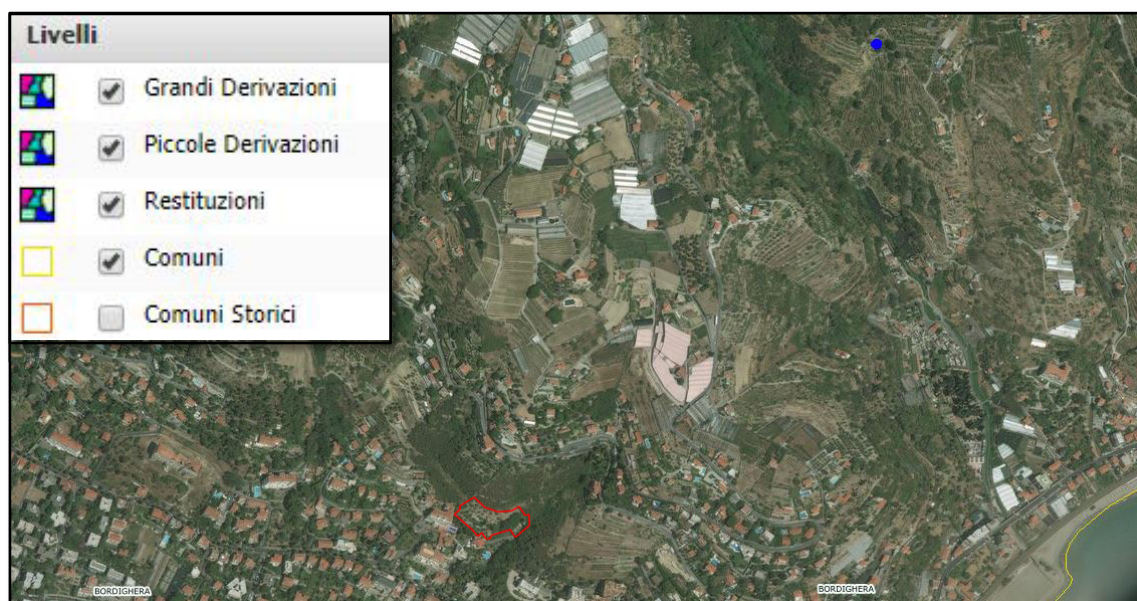 Livelli
Grandi Derivazioni
Piccole Derivazioni
Restituzioni
Comuni
Comuni Storici
BORDIGHERA
BORDIGHERA